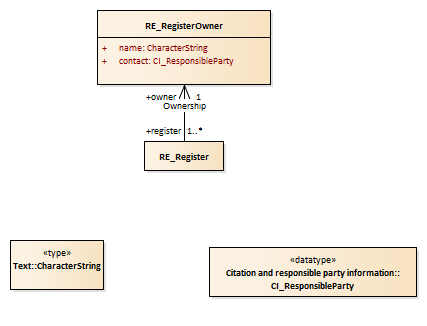 RE_RegisterOwner
+ name: CharacterString
+ contact: CI_ResponsibleParty
+owner 1
Ownership
+register 1..*
RE_Register
«type»
Text::CharacterString
«datatype»
Citation and responsible party information::
CI_ResponsibleParty